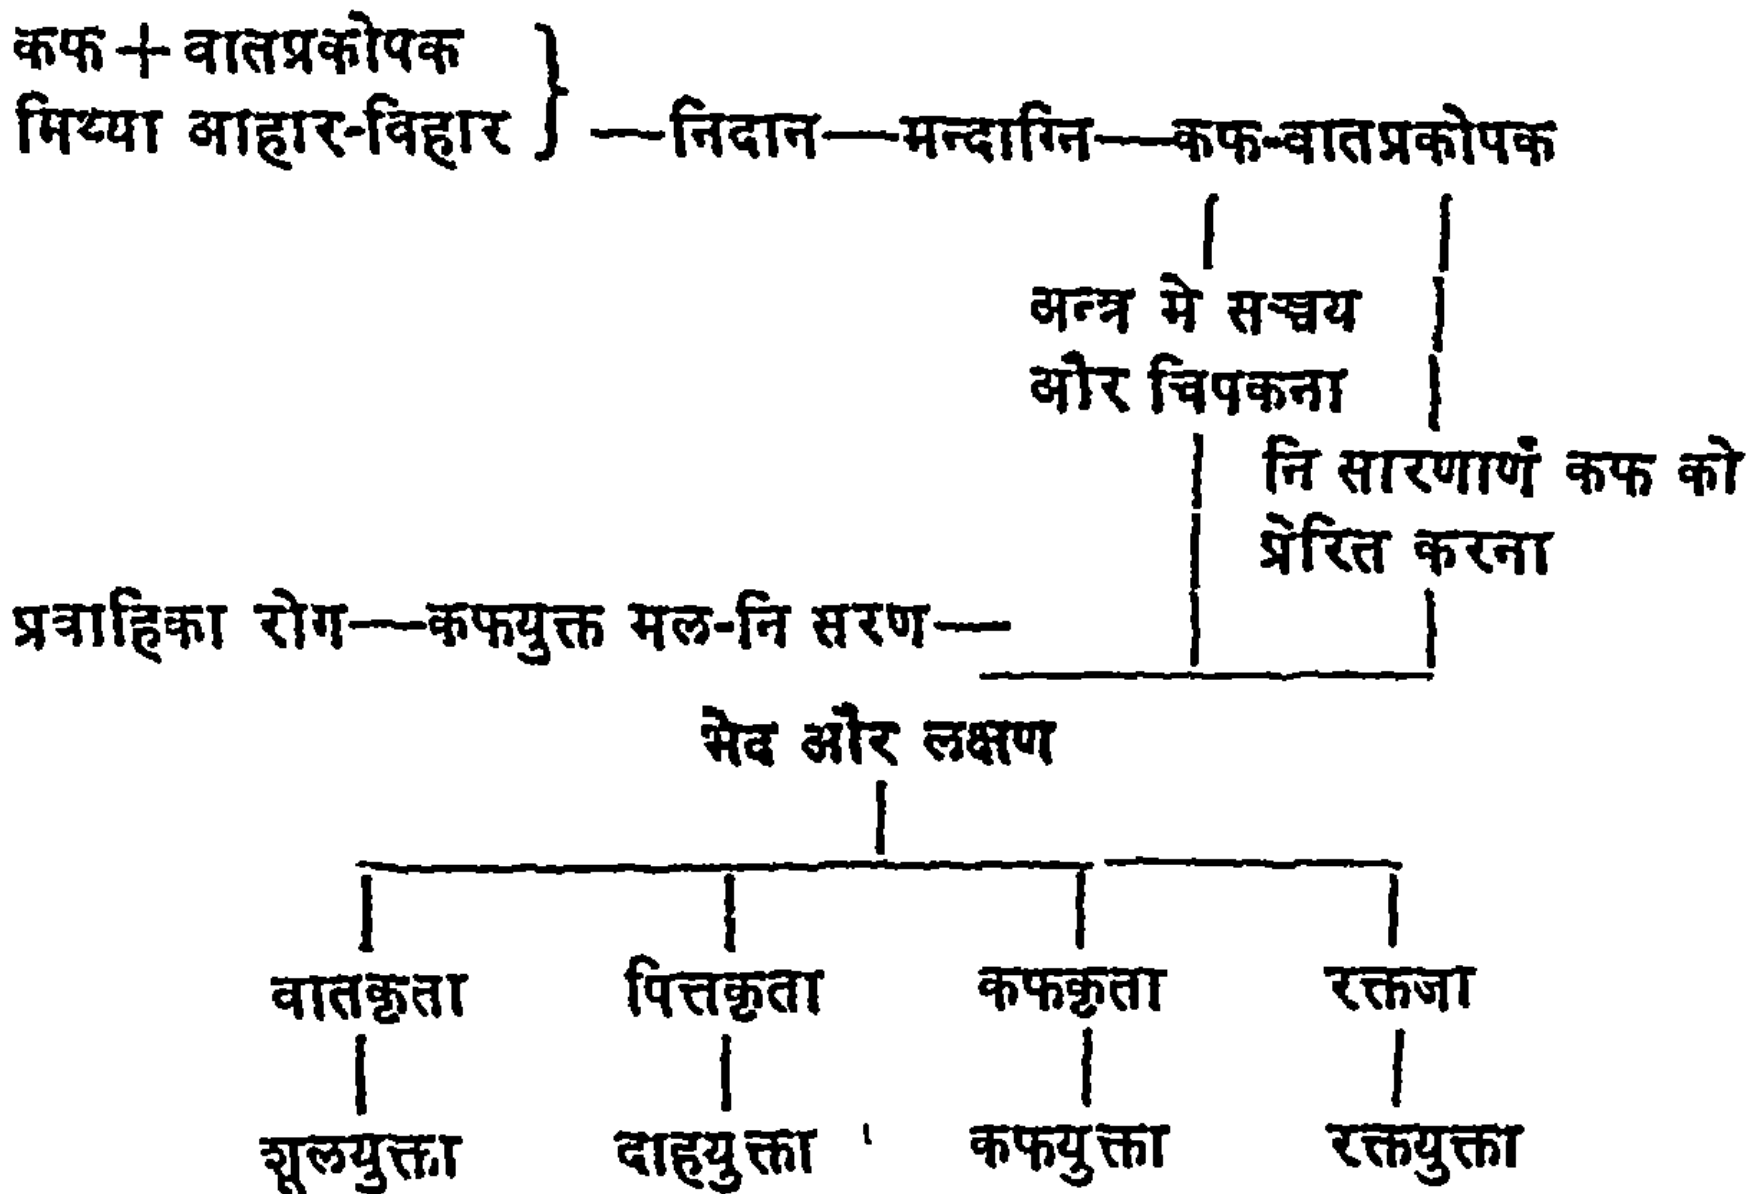 कफ + वातप्रकोपक
मिथ्या आहार-विहार } —निदान—मन्दाग्नि—कफ-वातप्रकोपक
अन्त्र मे सञ्चय
और चिपकना
नि सारणार्णं कफ को
प्रेरित करना
प्रवाहिका रोग—कफयुक्त मल-नि सरण—
भेद और लक्षण
वातकृता पित्तकृता कफकृता रक्तजा
शूलयुक्ता दाहयुक्ता कफयुक्ता रक्तयुक्ता